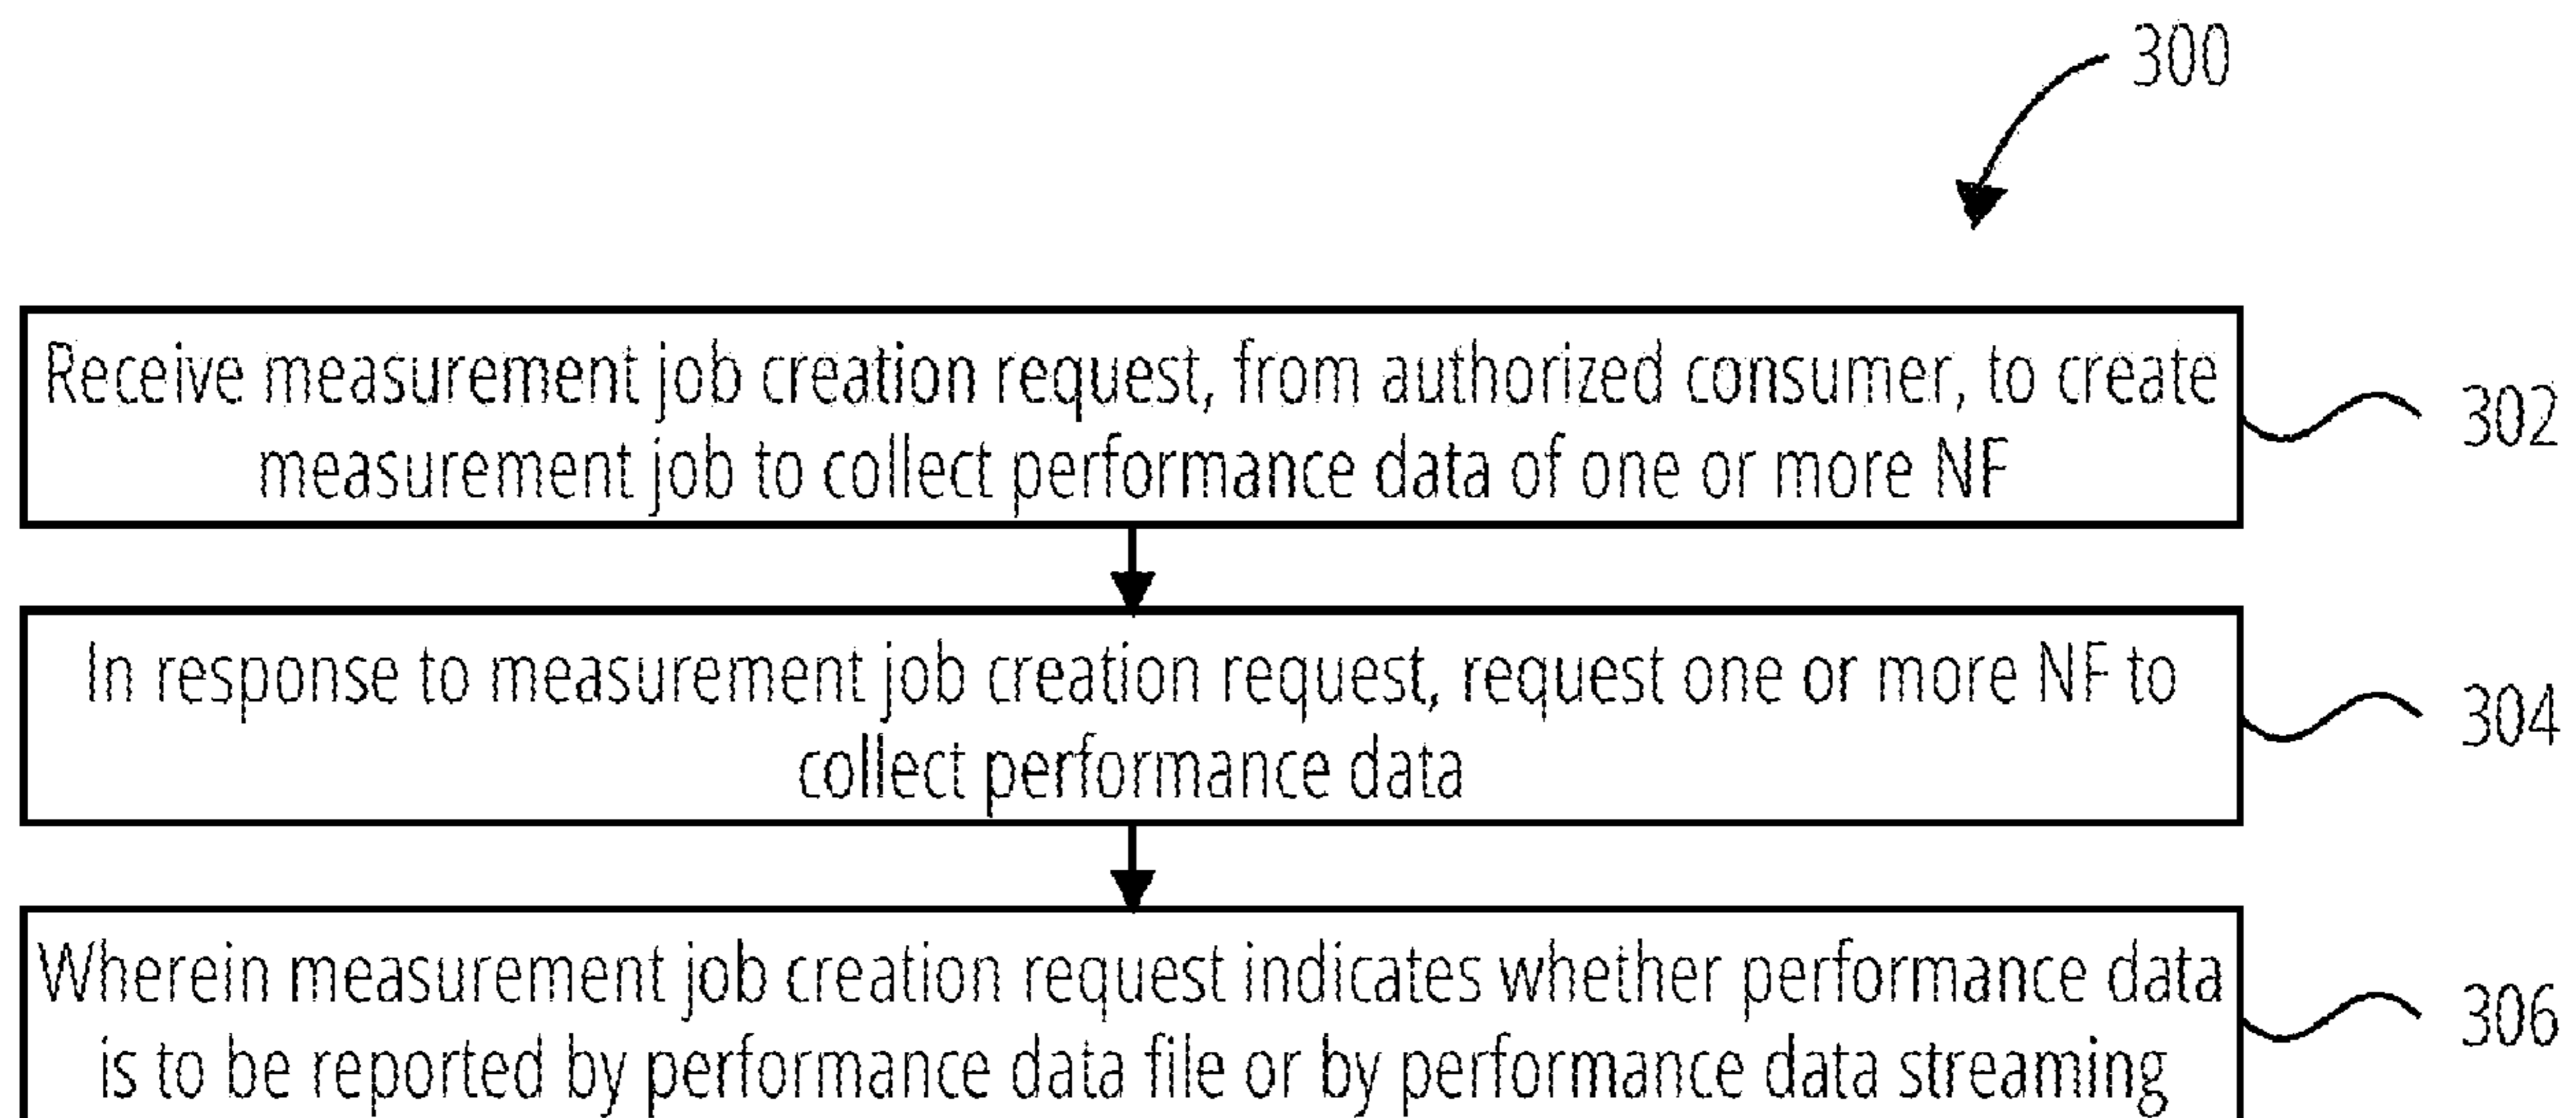 300
Receive measurement job creation request, from authorized consumer, to create
measurement job to collect performance data of one or more NF
302
In response to measurement job creation request, request one or more NF to
collect performance data
304
Wherein measurement job creation request indicates whether performance data
is to be reported by performance data file or by performance data streaming
306